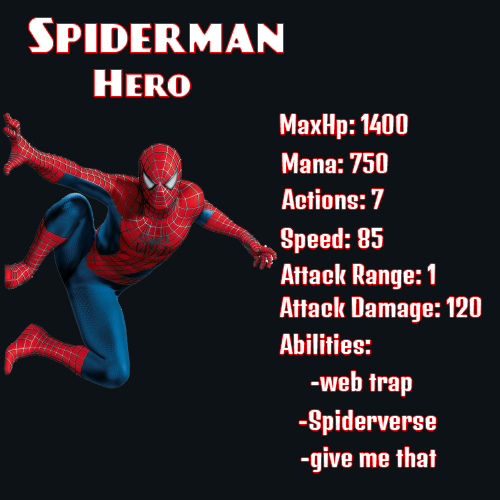 Spiderman
Hero
MaxHp: 1400
Mana: 750
Actions: 7
Speed: 85
Attack Range: 1
Attack Damage: 120
Abilities:
-web trap
-Spiderverse
-give me that